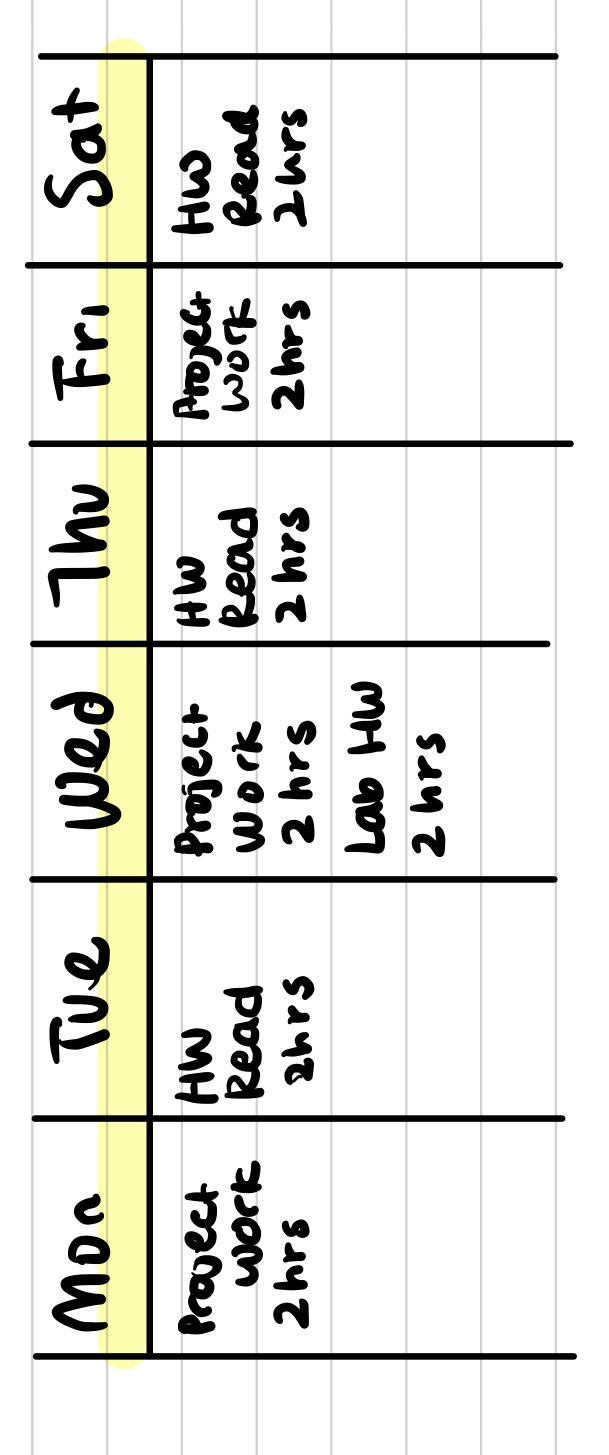 Mon
Project
work
2hrs
Tue
HW
Read
2hrs
Wed
Project
Work
2hrs
Lab HW
2hrs
Thu
HW
Read
2hrs
Fri
Project
work
2hrs
Sat
HW
Read
2hrs